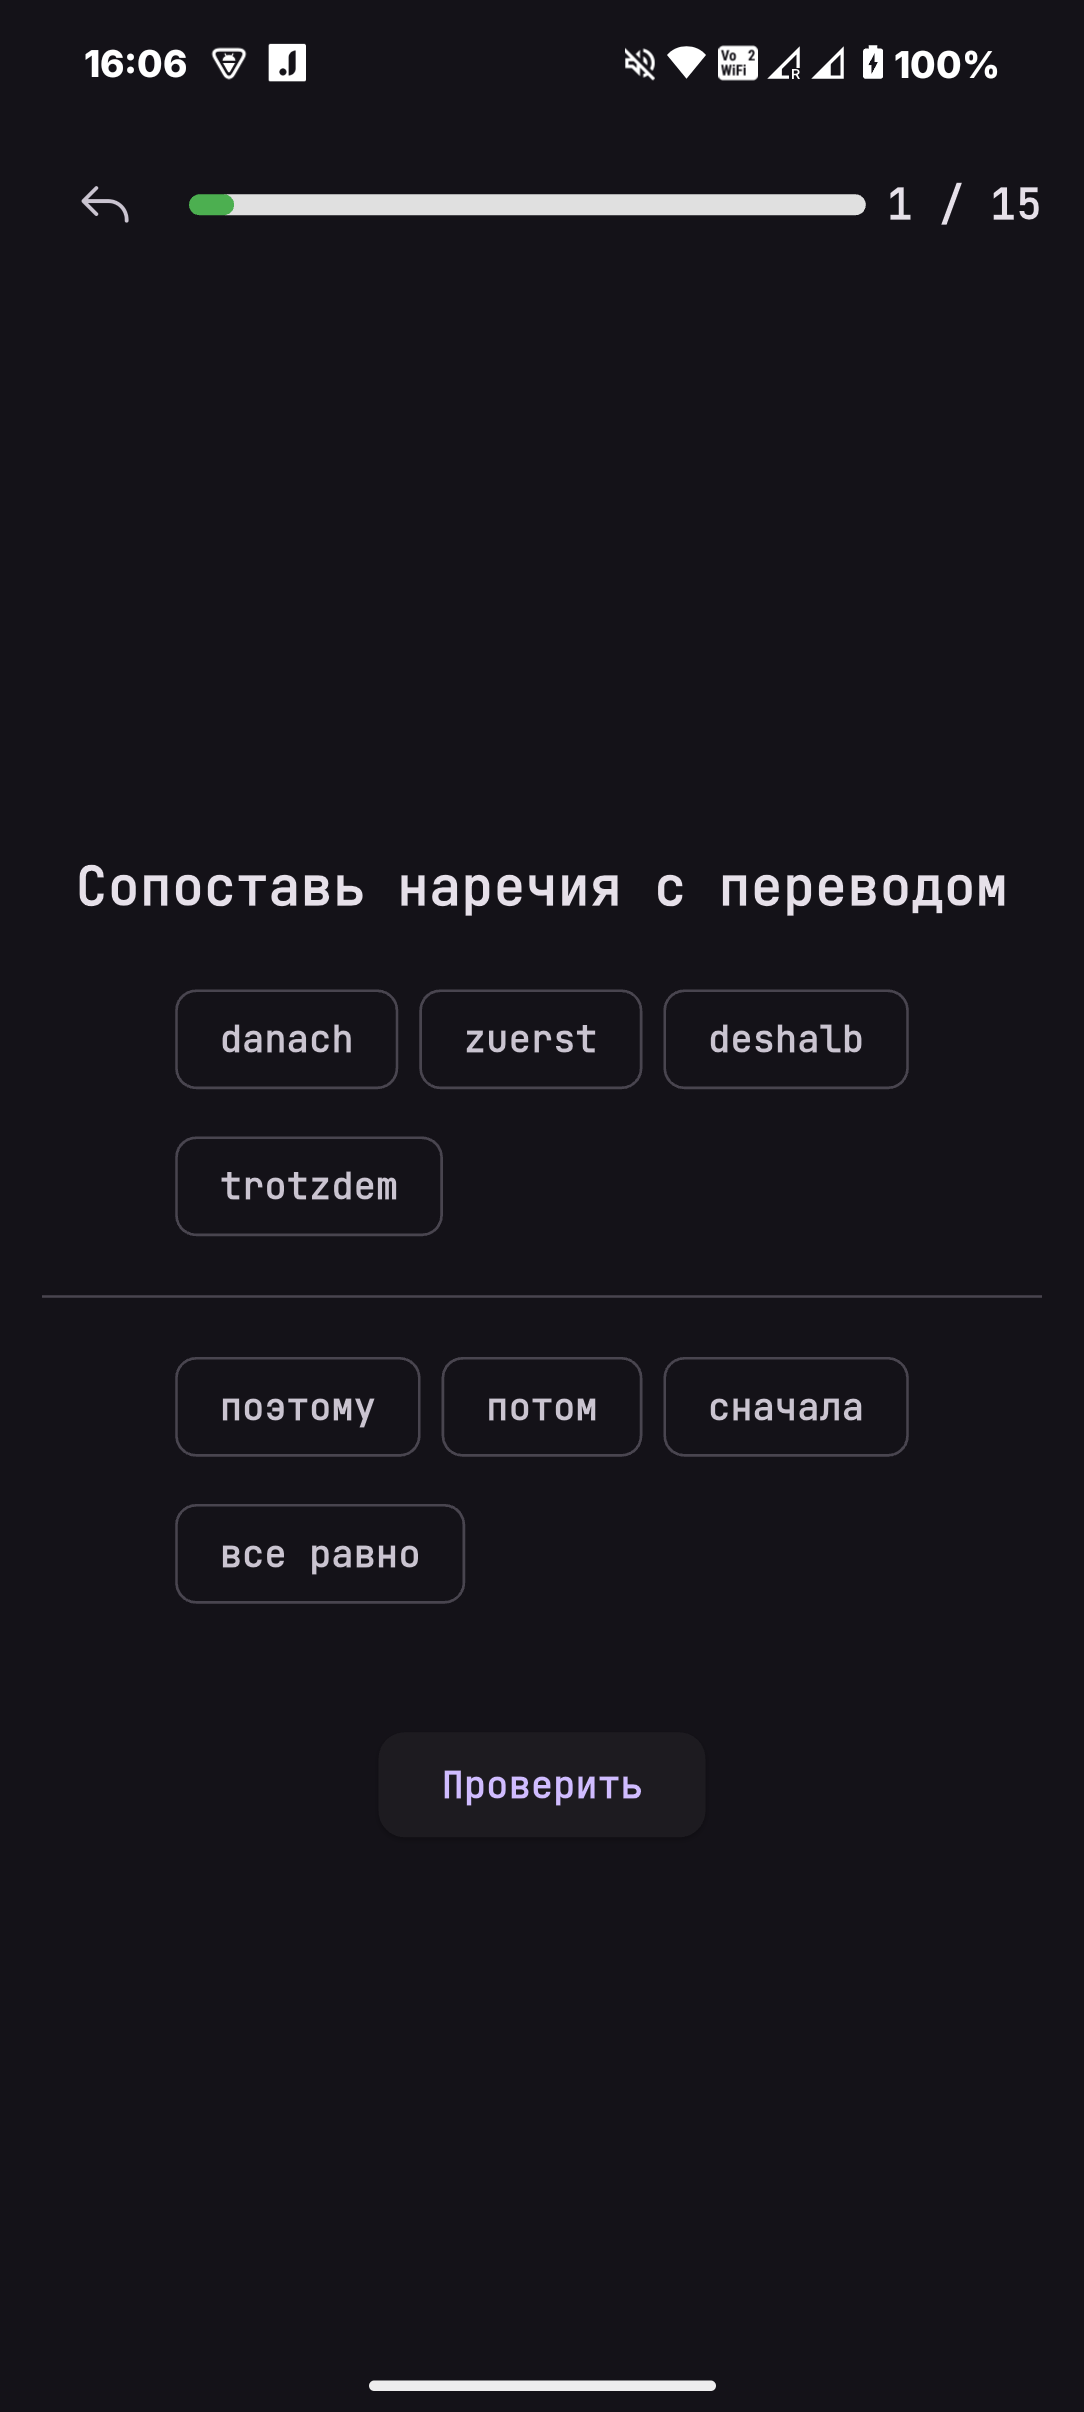 16:06 Vo 2 WiFi R 100%
1 / 15
Сопоставь наречия с переводом
danach zuerst deshalb
trotzdem
поэтому потом сначала
все равно
Проверить